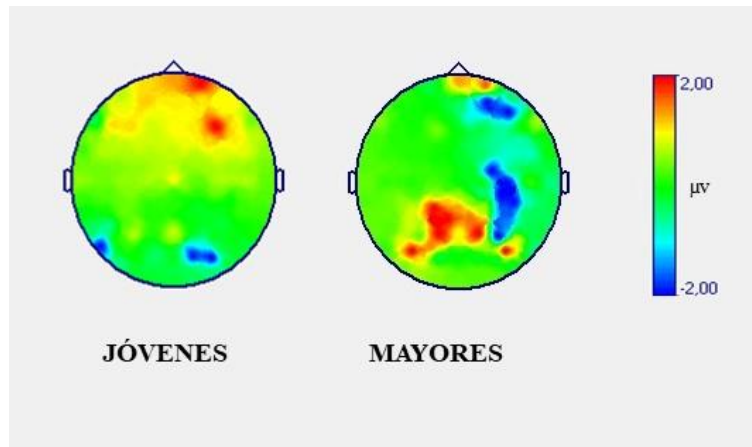 2,00
μv
-2,00
JÓVENES
MAYORES